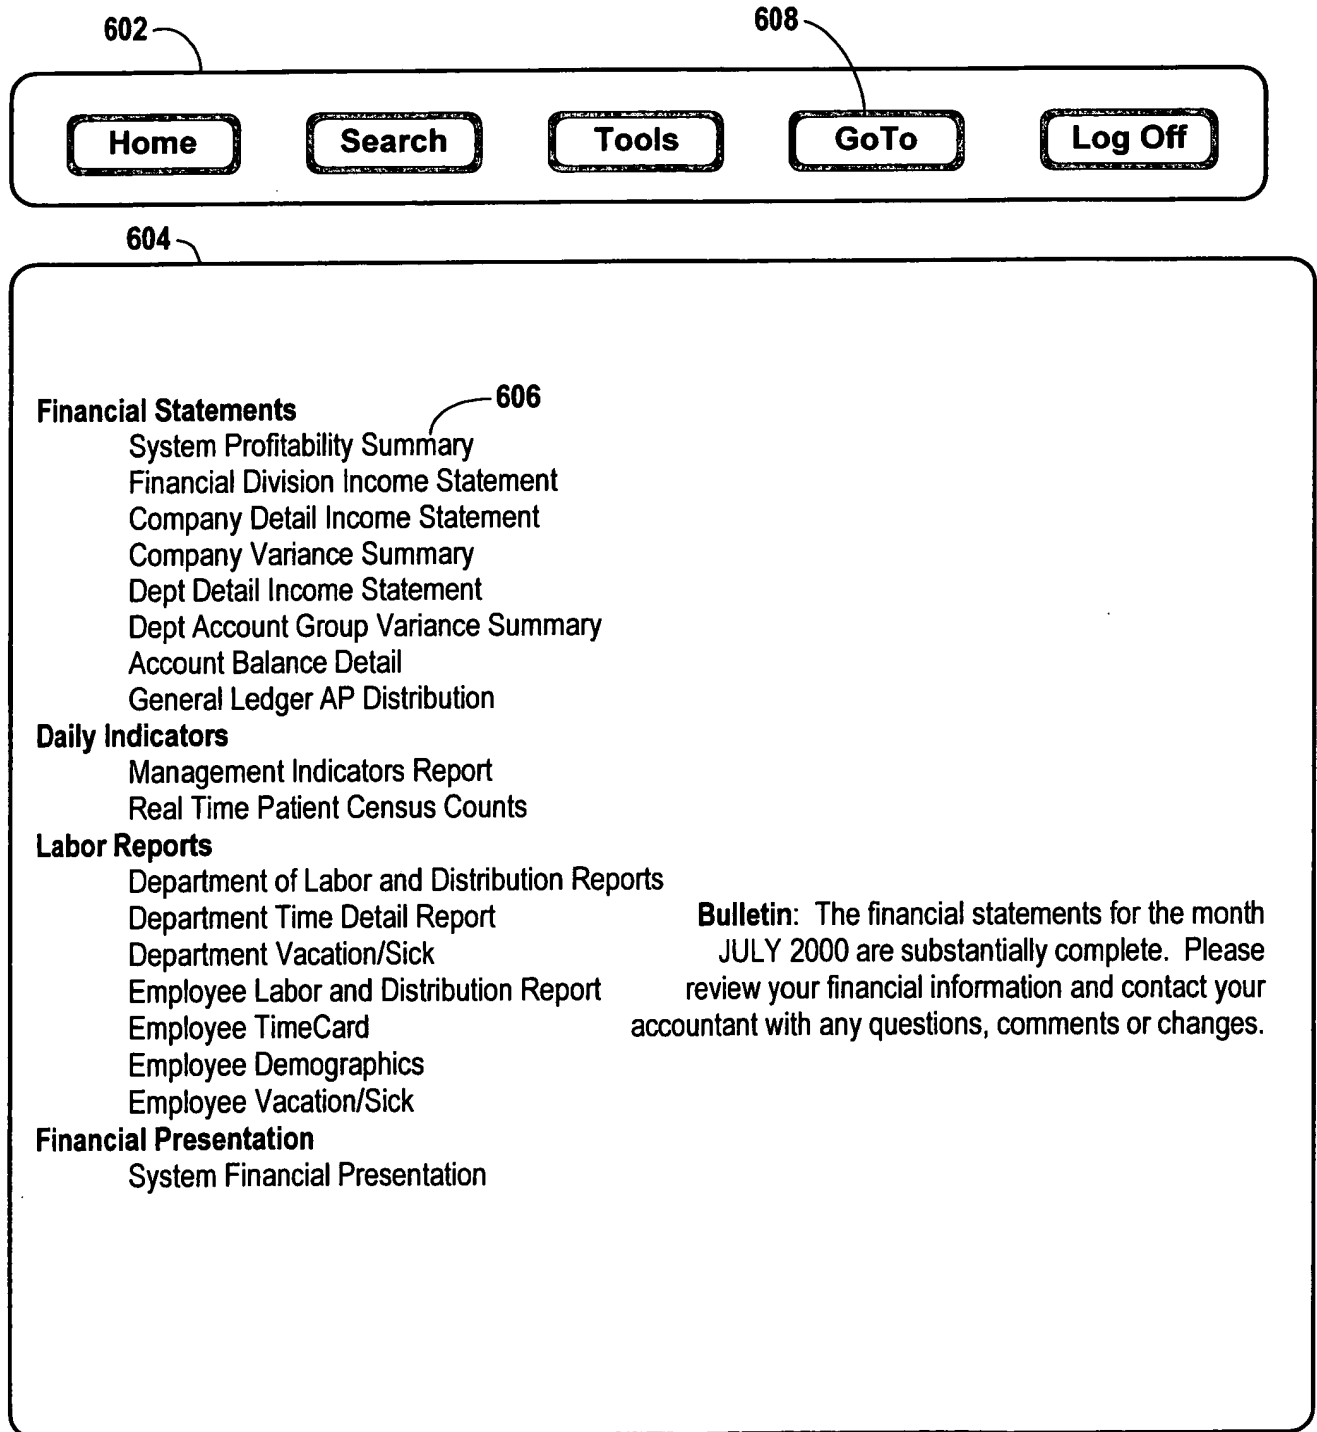 602
608
Home Search Tools GoTo Log Off
604
Financial Statements
606
System Profitability Summary
Financial Division Income Statement
Company Detail Income Statement
Company Variance Summary
Dept Detail Income Statement
Dept Account Group Variance Summary
Account Balance Detail
General Ledger AP Distribution
Daily Indicators
Management Indicators Report
Real Time Patient Census Counts
Labor Reports
Department of Labor and Distribution Reports
Department Time Detail Report
Department Vacation/Sick
Employee Labor and Distribution Report
Employee TimeCard
Employee Demographics
Employee Vacation/Sick
Financial Presentation
System Financial Presentation
Bulletin: The financial statements for the month
JULY 2000 are substantially complete. Please
review your financial information and contact your
accountant with any questions, comments or changes.